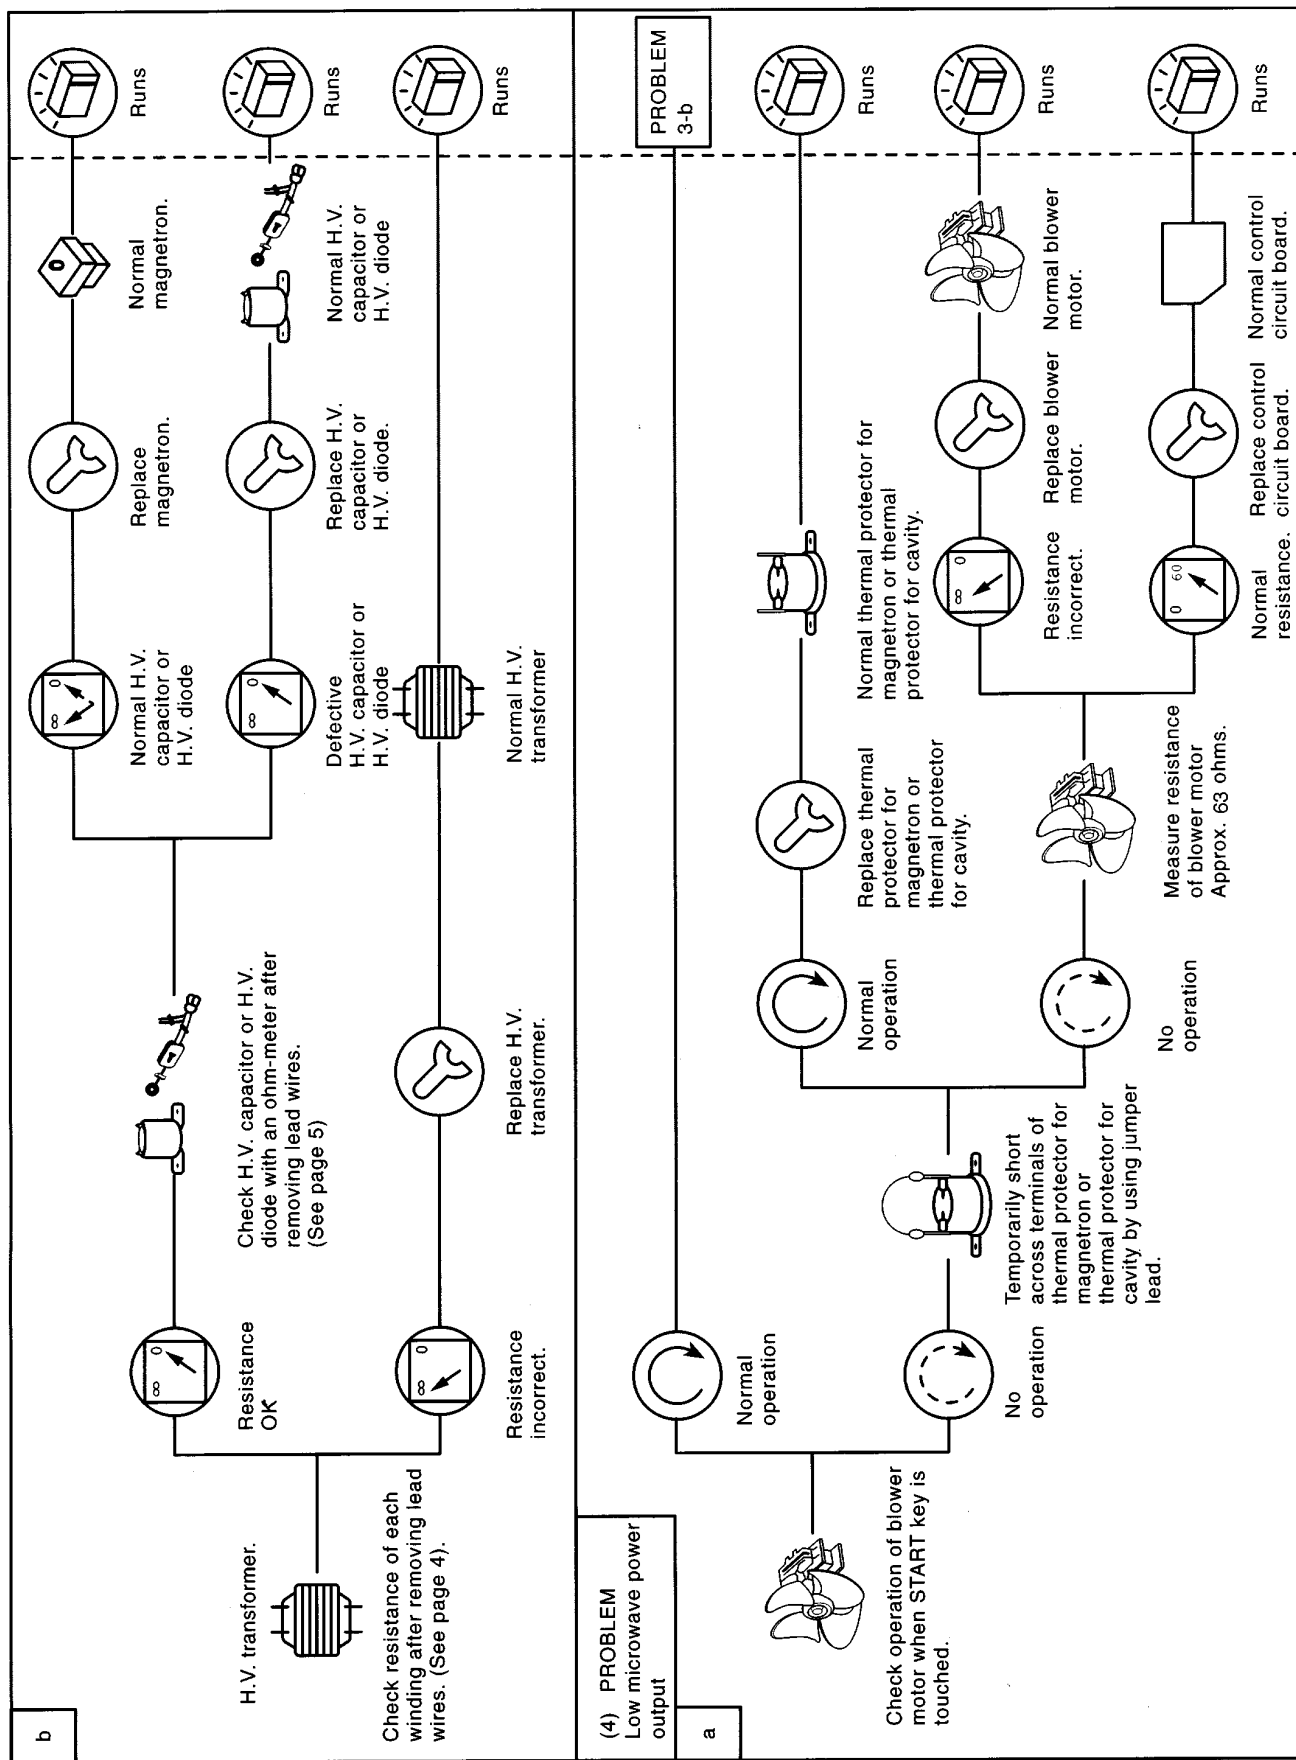 b
H.V. transformer.
Check resistance of each
winding after removing lead
wires. (See page 4).
∞ 0
Resistance
OK
∞ 0
Resistance
incorrect.
Check H.V. capacitor or H.V.
diode with an ohm-meter after
removing lead wires.
(See page 5)
∞ 0
Normal H.V.
capacitor or
H.V. diode
Replace
magnetron.
Normal
magnetron.
Runs
∞ 0
Defective
H.V. capacitor or
H.V. diode
Replace H.V.
capacitor or
H.V. diode.
Normal H.V.
capacitor or
H.V. diode
Runs
Replace H.V.
transformer.
Normal H.V.
transformer
Runs
(4) PROBLEM
Low microwave power
output
a
Check operation of blower
motor when START key is
touched.
Normal
operation
PROBLEM
3-b
No
operation
Temporarily short
across terminals of
thermal protector for
magnetron or
thermal protector for
cavity by using jumper
lead.
Normal
operation
Replace thermal
protector for
magnetron or
thermal protector
for cavity.
Normal thermal protector for
magnetron or thermal
protector for cavity.
Runs
No
operation
Measure resistance
of blower motor
Approx. 63 ohms.
∞ 0
Resistance
incorrect.
Replace blower
motor.
Normal blower
motor.
Runs
0 60
Normal
resistance.
Replace control
circuit board.
Normal control
circuit board.
Runs